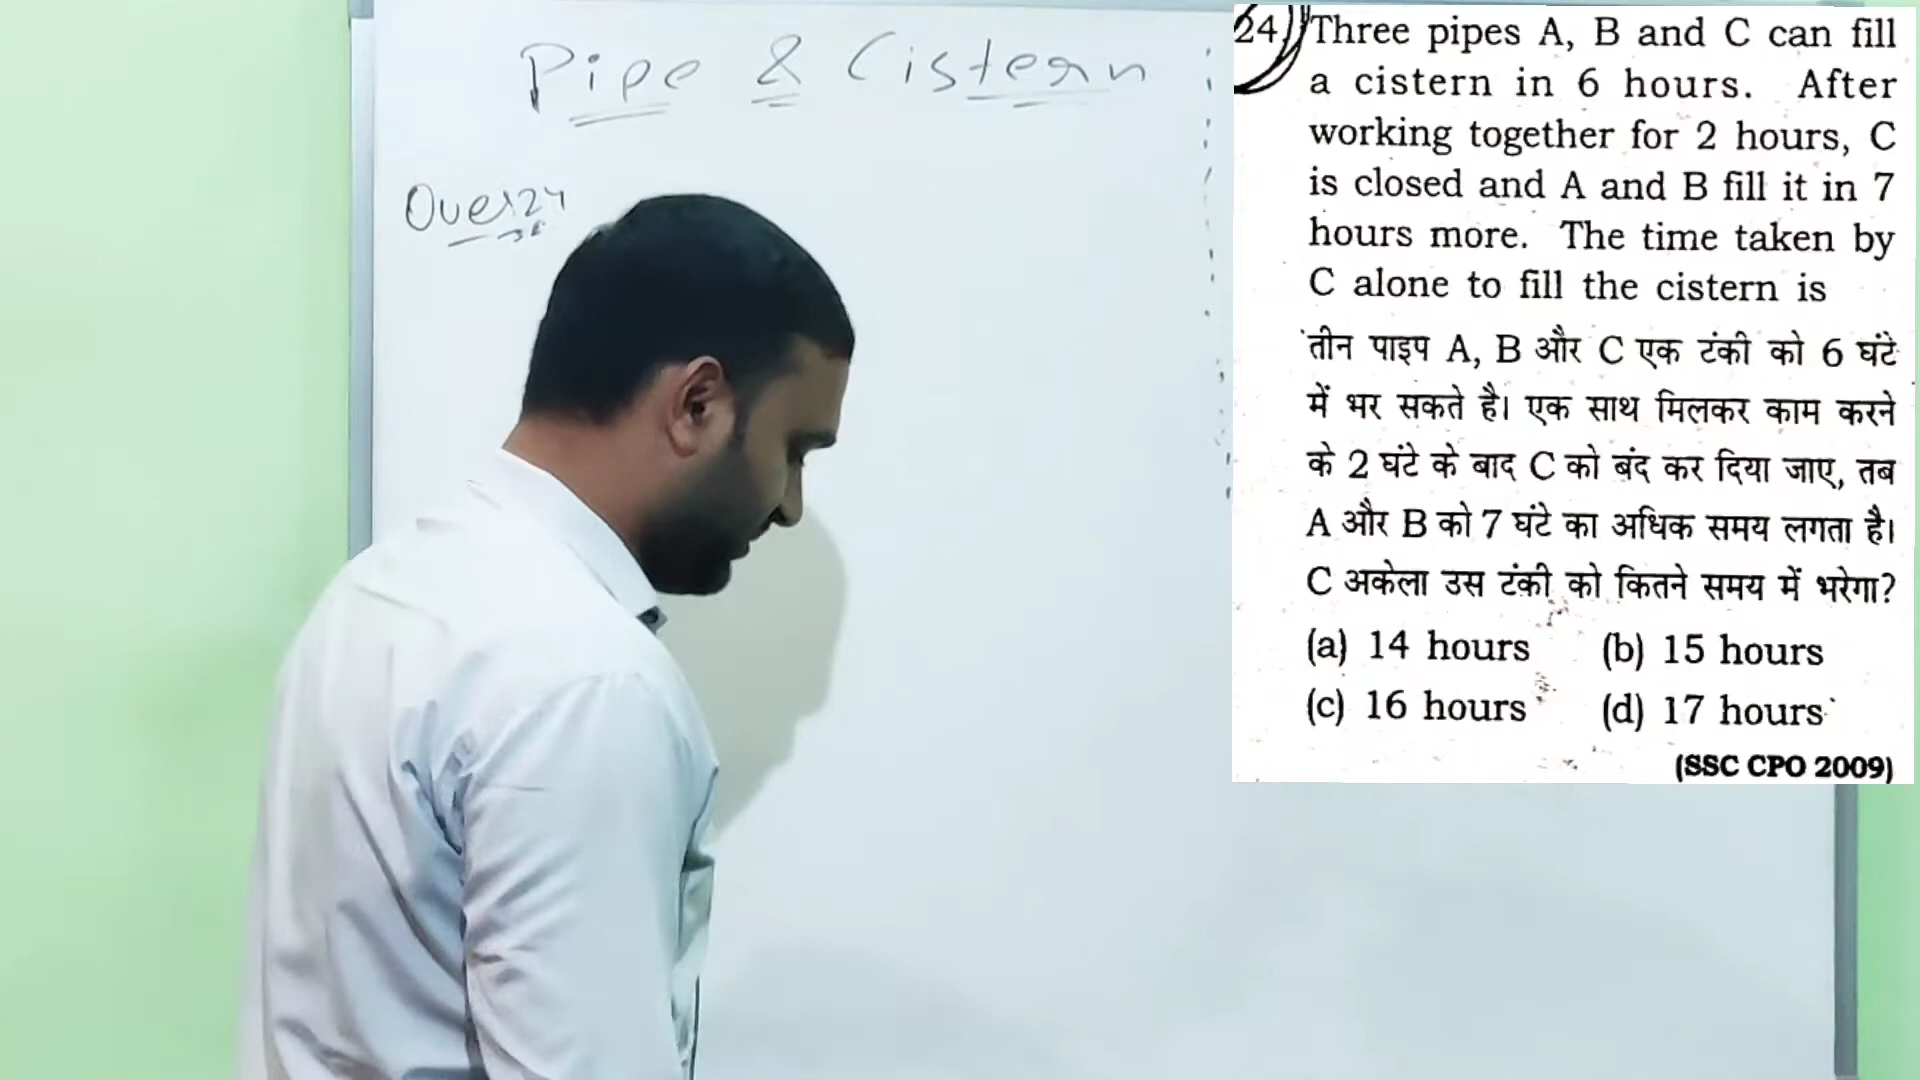 Pipe & Cistern
Ques 24
24) Three pipes A, B and C can fill
a cistern in 6 hours. After
working together for 2 hours, C
is closed and A and B fill it in 7
hours more. The time taken by
C alone to fill the cistern is
तीन पाइप A, B और C एक टंकी को 6 घंटे
में भर सकते है। एक साथ मिलकर काम करने
के 2 घंटे के बाद C को बंद कर दिया जाए, तब
A और B को 7 घंटे का अधिक समय लगता है।
C अकेला उस टंकी को कितने समय में भरेगा?
(a) 14 hours (b) 15 hours
(c) 16 hours (d) 17 hours
(SSC CPO 2009)